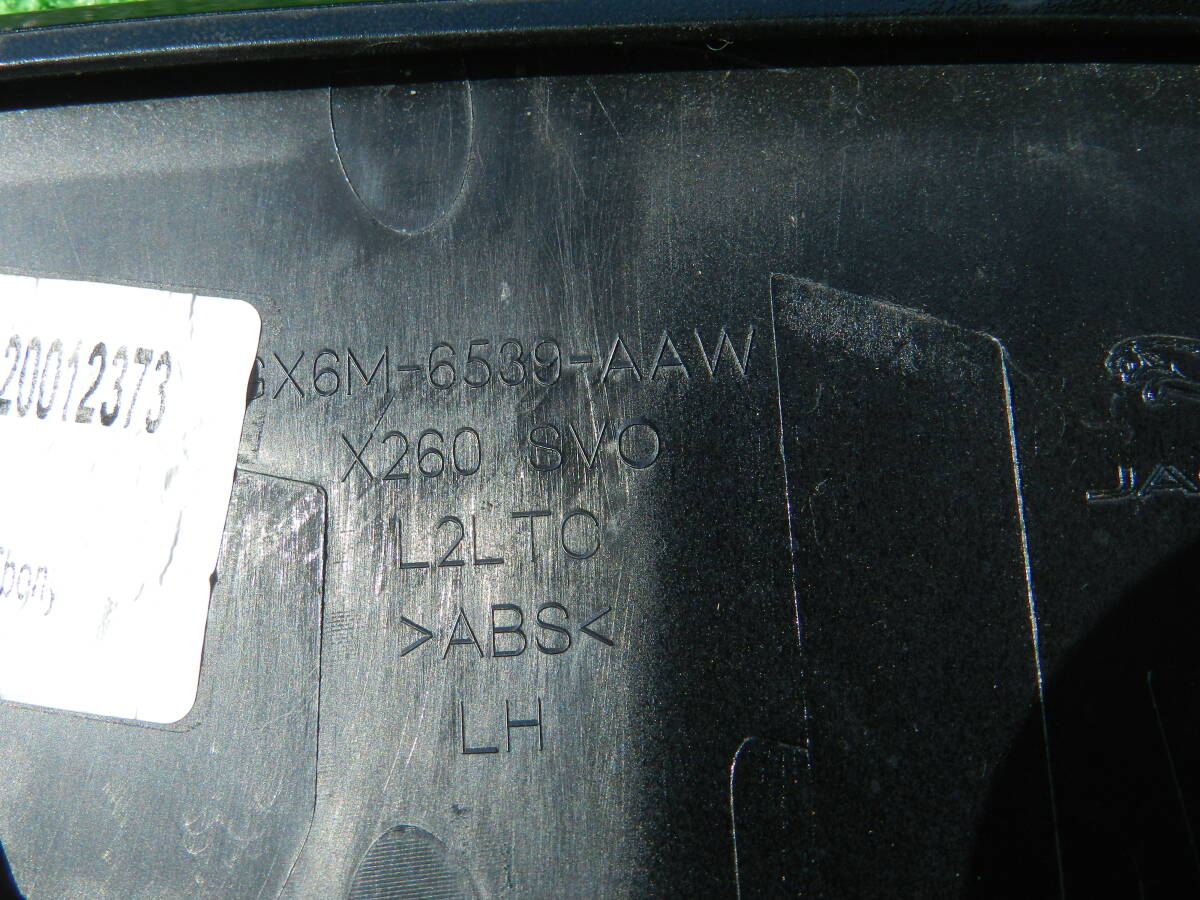 20012373
GX6M-6539-AAW
X260 SVO
L2LTC
>ABS<
LH